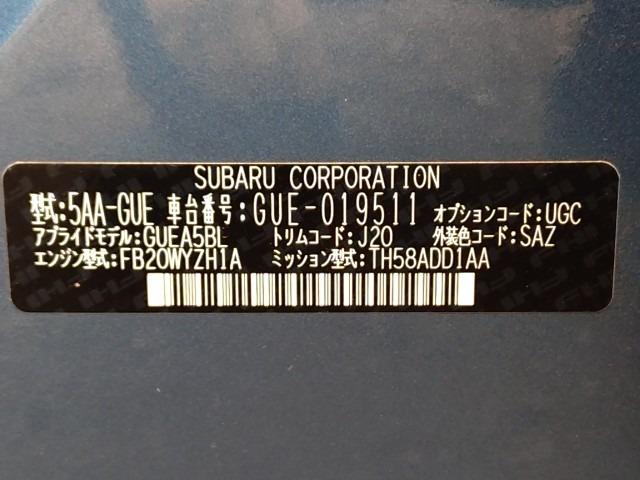 SUBARU CORPORATION
型式:5AA-GUE 車台番号:GUE-019511 オプションコード:UGC
アプライドモデル:GUEA5BL トリムコード:J20 外装色コード:SAZ
エンジン型式:FB20WYZH1A ミッション型式:TH58ADD1AA